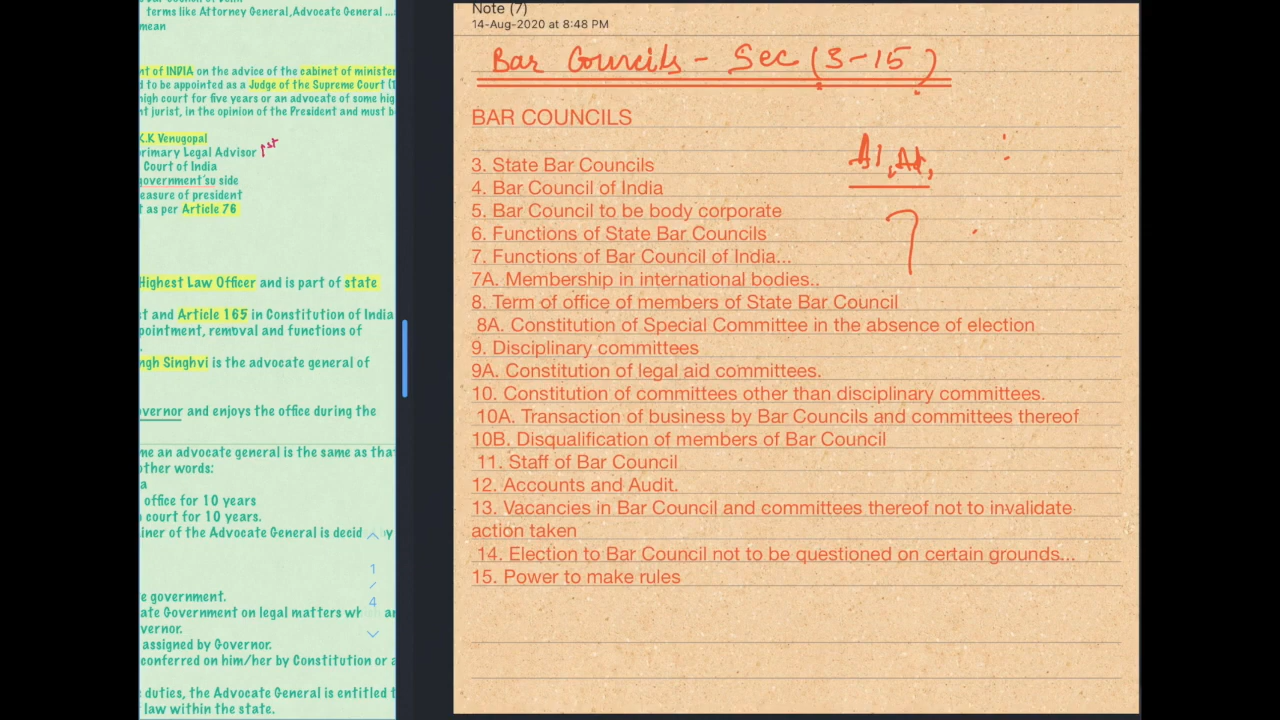 terms like Attorney General,Advocate General ...
mean
nt of INDIA on the advice of the cabinet of minister
d to be appointed as a Judge of the Supreme Court (1
high court for five years or an advocate of some hig
nt jurist, in the opinion of the President and must b
K.K Venugopal
primary Legal Advisor 1st
Court of India
government'su side
easure of president
t as per Article 76
Highest Law Officer and is part of state
st and Article 165 in Constitution of India
pointment, removal and functions of
ngh Singhvi is the advocate general of
vernor and enjoys the office during the
me an advocate general is the same as that
other words:
a
office for 10 years
court for 10 years.
iner of the Advocate General is decid y
1
/
4
e government.
ate Government on legal matters wh an
vernor.
assigned by Governor.
conferred on him/her by Constitution or a
duties, the Advocate General is entitled t
law within the state.
Note (7)
14-Aug-2020 at 8:48 PM
Bar Councils - Sec (3-15)
BAR COUNCILS
3. State Bar Councils
4. Bar Council of India
5. Bar Council to be body corporate
6. Functions of State Bar Councils
7. Functions of Bar Council of India...
7A. Membership in international bodies..
8. Term of office of members of State Bar Council
8A. Constitution of Special Committee in the absence of election
9. Disciplinary committees
9A. Constitution of legal aid committees.
10. Constitution of committees other than disciplinary committees.
10A. Transaction of business by Bar Councils and committees thereof
10B. Disqualification of members of Bar Council
11. Staff of Bar Council
12. Accounts and Audit.
13. Vacancies in Bar Council and committees thereof not to invalidate
action taken
14. Election to Bar Council not to be questioned on certain grounds...
15. Power to make rules